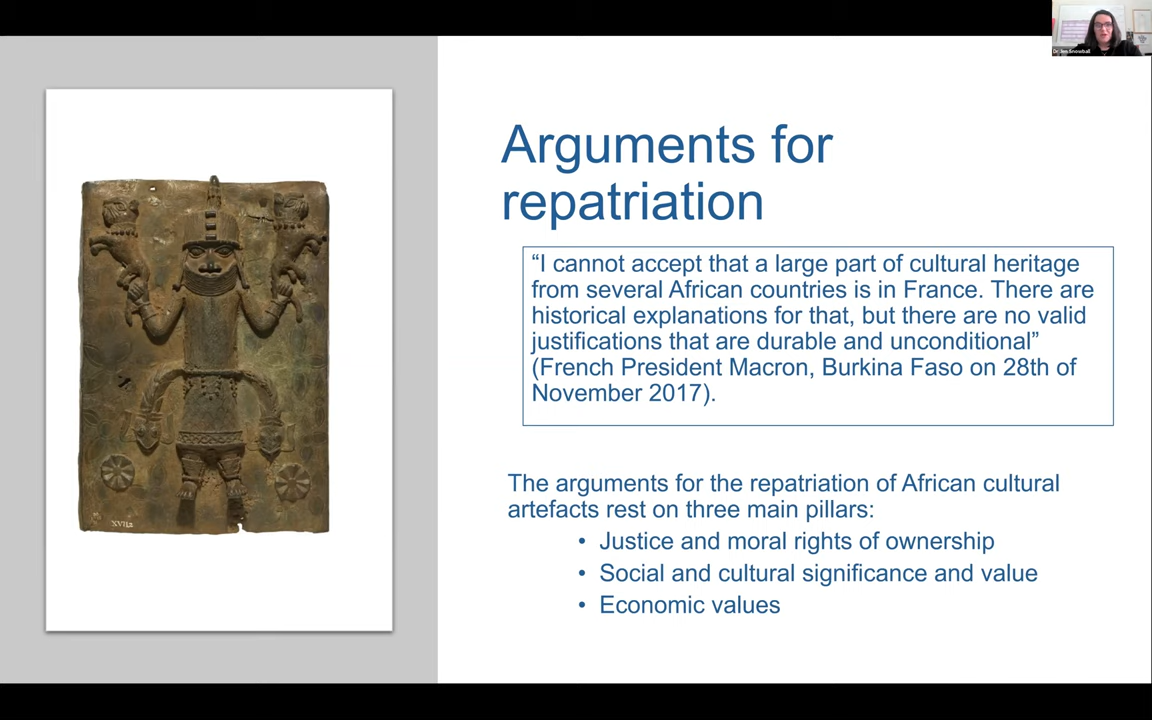 Dr. Jen Snowball
Arguments for
repatriation
“I cannot accept that a large part of cultural heritage
from several African countries is in France. There are
historical explanations for that, but there are no valid
justifications that are durable and unconditional”
(French President Macron, Burkina Faso on 28th of
November 2017).
The arguments for the repatriation of African cultural
artefacts rest on three main pillars:
• Justice and moral rights of ownership
• Social and cultural significance and value
• Economic values